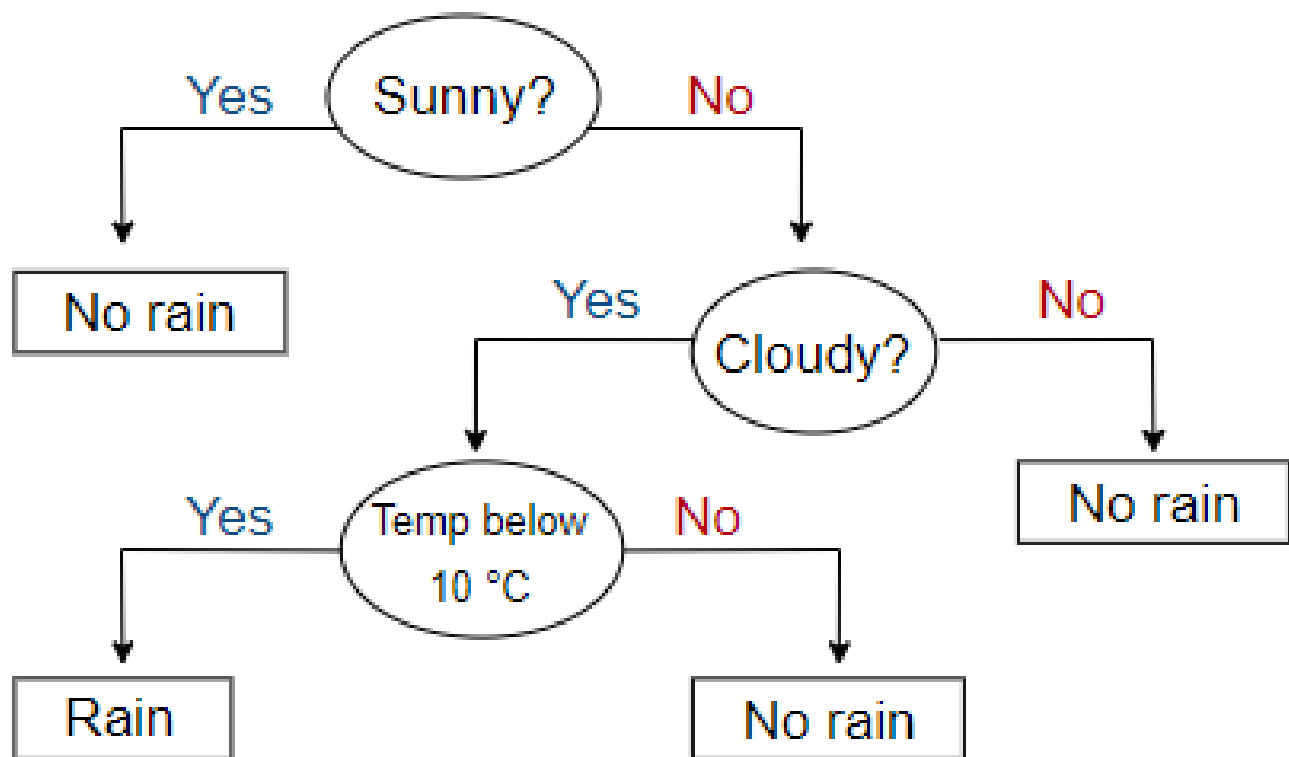 Yes
Sunny?
No
No rain
Yes
Cloudy?
No
Yes
Temp below
10 °C
No
No rain
Rain
No rain